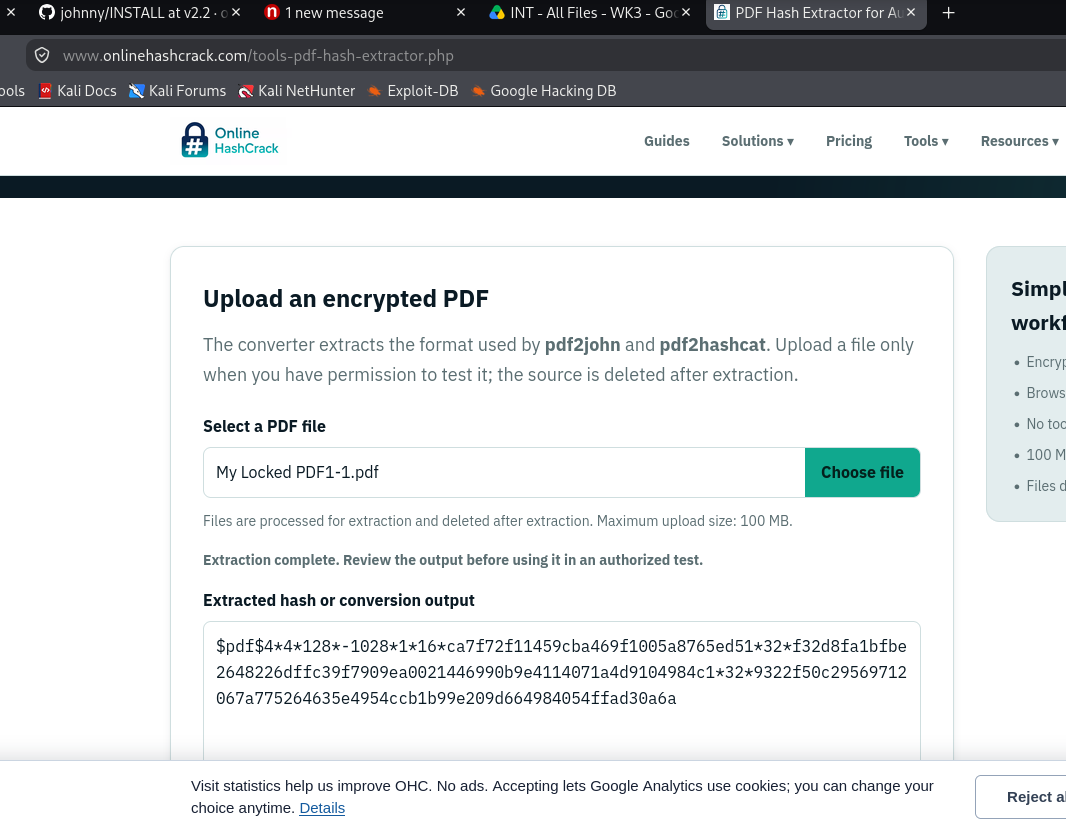 johnny/INSTALL at v2.2 · o
1 new message
INT - All Files - WK3 - Goo
PDF Hash Extractor for Au
www.onlinehashcrack.com/tools-pdf-hash-extractor.php
ools Kali Docs Kali Forums Kali NetHunter Exploit-DB Google Hacking DB
Online
HashCrack
Guides Solutions ▾ Pricing Tools ▾ Resources ▾
Upload an encrypted PDF
The converter extracts the format used by pdf2john and pdf2hashcat. Upload a file only
when you have permission to test it; the source is deleted after extraction.
Select a PDF file
My Locked PDF1-1.pdf
Choose file
Files are processed for extraction and deleted after extraction. Maximum upload size: 100 MB.
Extraction complete. Review the output before using it in an authorized test.
Extracted hash or conversion output
$pdf$4*4*128*-1028*1*16*ca7f72f11459cba469f1005a8765ed51*32*f32d8fa1bfbe
2648226dffc39f7909ea0021446990b9e4114071a4d9104984c1*32*9322f50c29569712
067a775264635e4954ccb1b99e209d664984054ffad30a6a
Simpl
workf
• Encryp
• Brows
• No too
• 100 M
• Files d
Visit statistics help us improve OHC. No ads. Accepting lets Google Analytics use cookies; you can change your
choice anytime. Details
Reject al